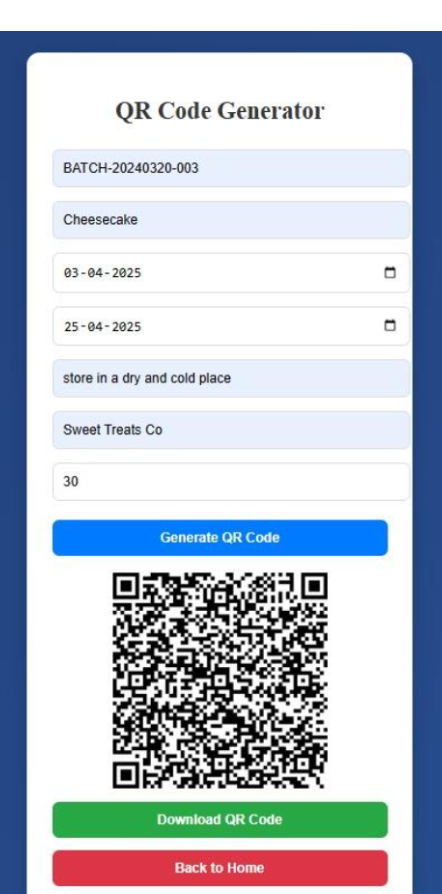 QR Code Generator
BATCH-20240320-003
Cheesecake
03-04-2025
25-04-2025
store in a dry and cold place
Sweet Treats Co
30
Generate QR Code
Download QR Code
Back to Home